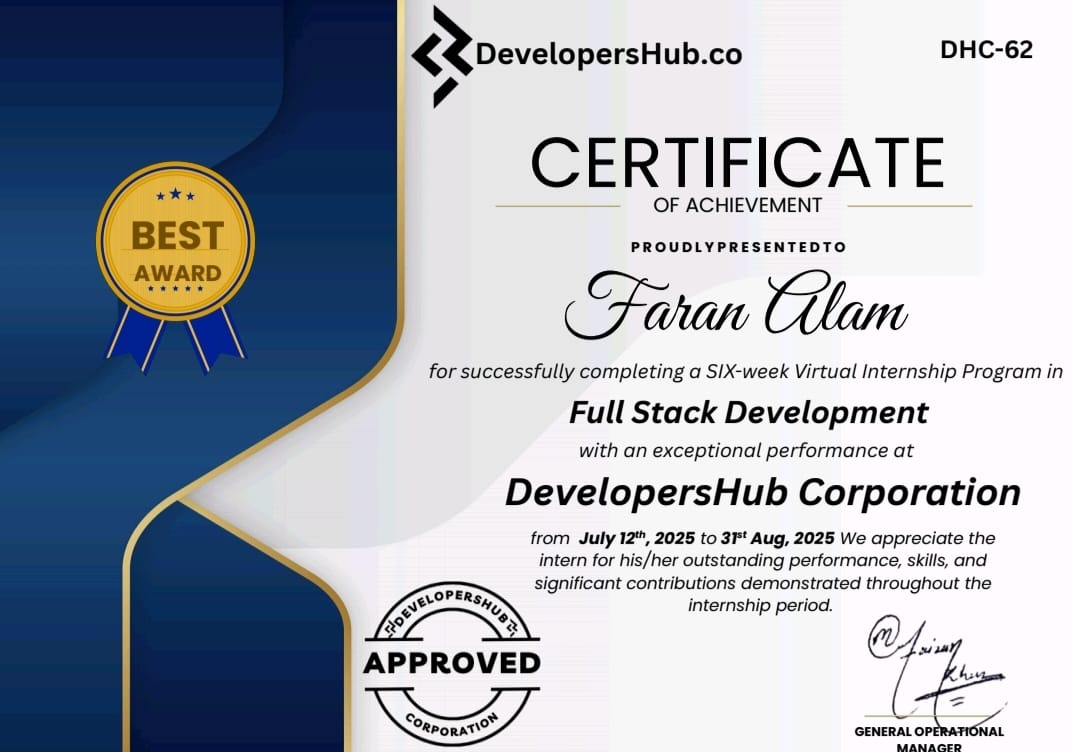 DevelopersHub.co
DHC-62
CERTIFICATE
OF ACHIEVEMENT
PROUDLYPRESENTEDTO
Faran Alam
for successfully completing a SIX-week Virtual Internship Program in
Full Stack Development
with an exceptional performance at
DevelopersHub Corporation
from July 12th, 2025 to 31st Aug, 2025 We appreciate the
intern for his/her outstanding performance, skills, and
significant contributions demonstrated throughout the
internship period.
BEST
AWARD
DEVELOPERSHUB
APPROVED
CORPORATION
Faizan
Khan
GENERAL OPERATIONAL
MANAGER